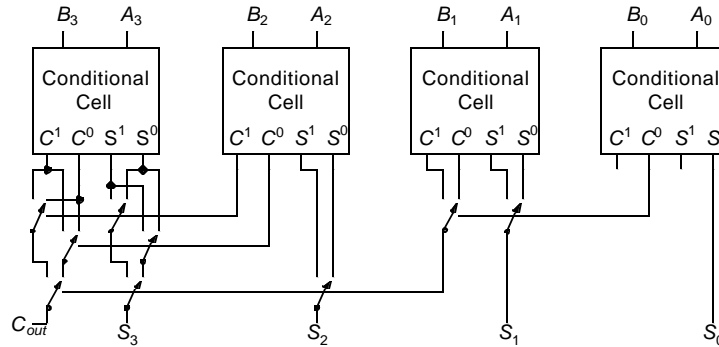 B3 A3 B2 A2 B1 A1 B0 A0
Conditional Cell
Conditional Cell
Conditional Cell
Conditional Cell
C¹ C⁰ S¹ S⁰ C¹ C⁰ S¹ S⁰ C¹ C⁰ S¹ S⁰ C¹ C⁰ S¹ S
Cout S3 S2 S1 S0